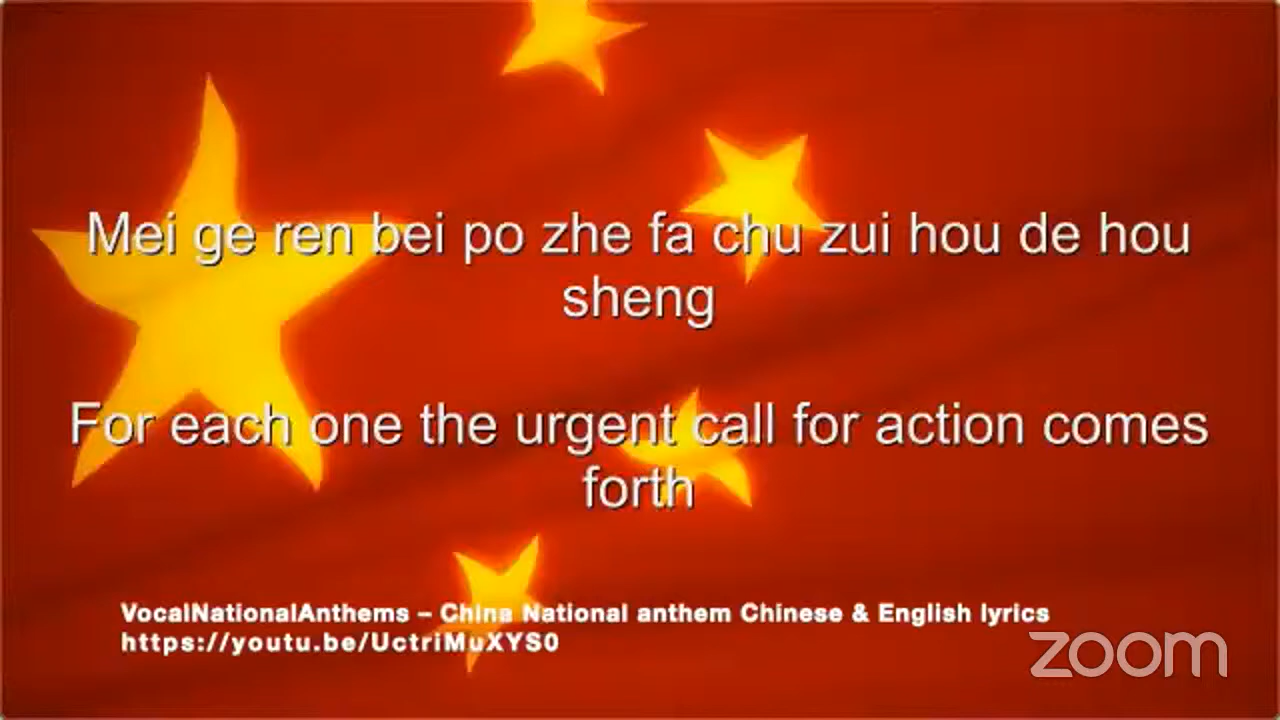 Mei ge ren bei po zhe fa chu zui hou de hou
sheng
For each one the urgent call for action comes
forth
VocalNationalAnthems – China National anthem Chinese & English lyrics
https://youtu.be/UctriMuXYS0
zoom